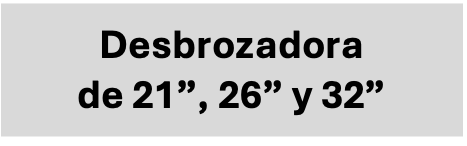 Desbrozadora
de 21”, 26” y 32”